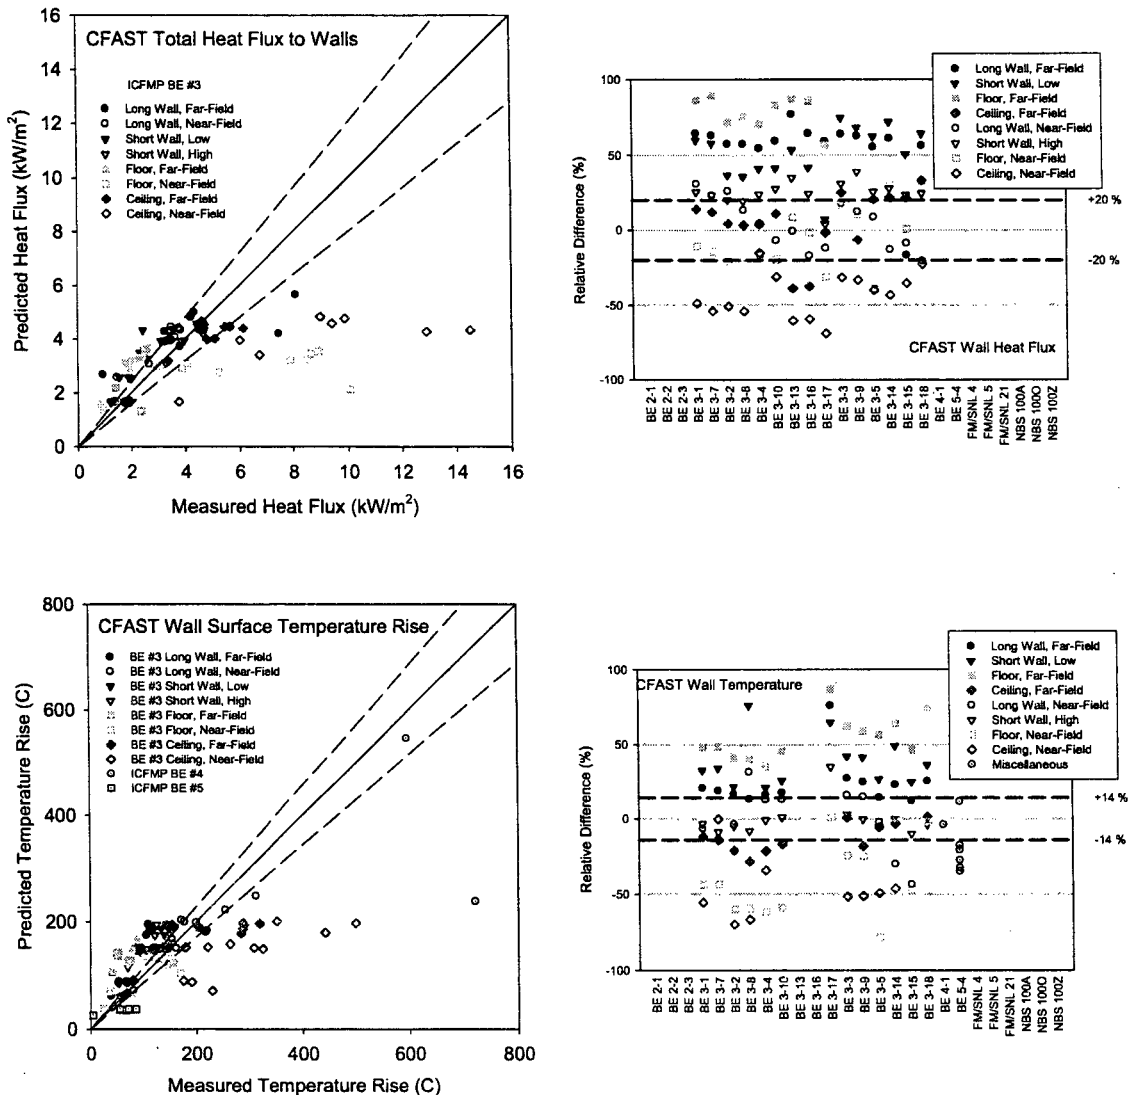 CFAST Total Heat Flux to Walls
ICFMP BE #3
Long Wall, Far-Field
Long Wall, Near-Field
Short Wall, Low
Short Wall, High
Floor, Far-Field
Floor, Near-Field
Ceiling, Far-Field
Ceiling, Near-Field
Predicted Heat Flux (kW/m²)
16
14
12
10
8
6
4
2
0
0 2 4 6 8 10 12 14 16
Measured Heat Flux (kW/m²)
Long Wall, Far-Field
Short Wall, Low
Floor, Far-Field
Ceiling, Far-Field
Long Wall, Near-Field
Short Wall, High
Floor, Near-Field
Ceiling, Near-Field
Relative Difference (%)
100
50
0
-50
-100
+20 %
-20 %
CFAST Wall Heat Flux
BE 2-1
BE 2-2
BE 2-3
BE 3-1
BE 3-7
BE 3-2
BE 3-8
BE 3-4
BE 3-10
BE 3-13
BE 3-16
BE 3-17
BE 3-3
BE 3-9
BE 3-5
BE 3-14
BE 3-15
BE 3-18
BE 4-1
BE 5-4
FM/SNL 4
FM/SNL 5
FM/SNL 21
NBS 100A
NBS 100O
NBS 100Z
CFAST Wall Surface Temperature Rise
BE #3 Long Wall, Far-Field
BE #3 Long Wall, Near-Field
BE #3 Short Wall, Low
BE #3 Short Wall, High
BE #3 Floor, Far-Field
BE #3 Floor, Near-Field
BE #3 Ceiling, Far-Field
BE #3 Ceiling, Near-Field
ICFMP BE #4
ICFMP BE #5
Predicted Temperature Rise (C)
800
600
400
200
0
0 200 400 600 800
Measured Temperature Rise (C)
Long Wall, Far-Field
Short Wall, Low
Floor, Far-Field
Ceiling, Far-Field
Long Wall, Near-Field
Short Wall, High
Floor, Near-Field
Ceiling, Near-Field
Miscellaneous
CFAST Wall Temperature
Relative Difference (%)
100
50
0
-50
-100
+14 %
-14 %
BE 2-1
BE 2-2
BE 2-3
BE 3-1
BE 3-7
BE 3-2
BE 3-8
BE 3-4
BE 3-10
BE 3-13
BE 3-16
BE 3-17
BE 3-3
BE 3-9
BE 3-5
BE 3-14
BE 3-15
BE 3-18
BE 4-1
BE 5-4
FM/SNL 4
FM/SNL 5
FM/SNL 21
NBS 100A
NBS 100O
NBS 100Z